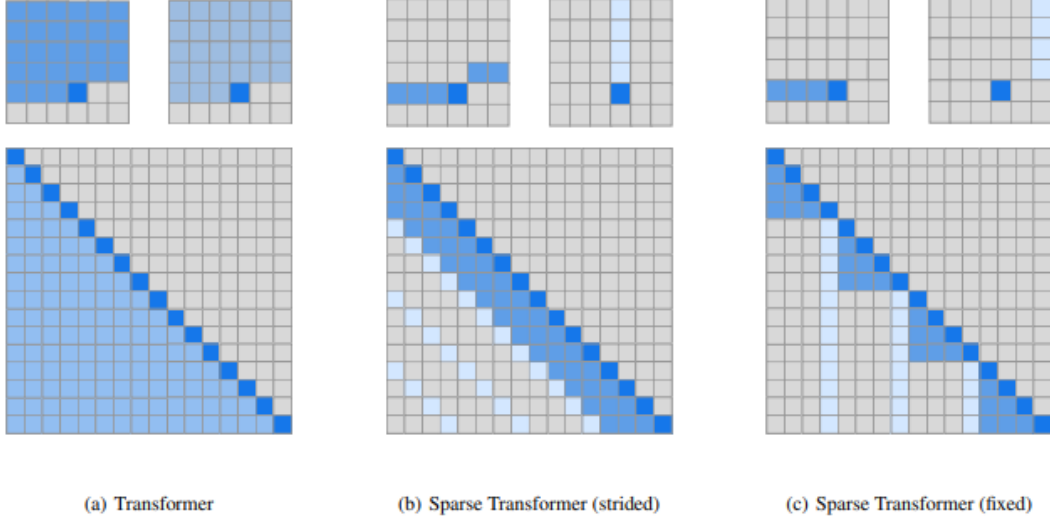 (a) Transformer
(b) Sparse Transformer (strided)
(c) Sparse Transformer (fixed)